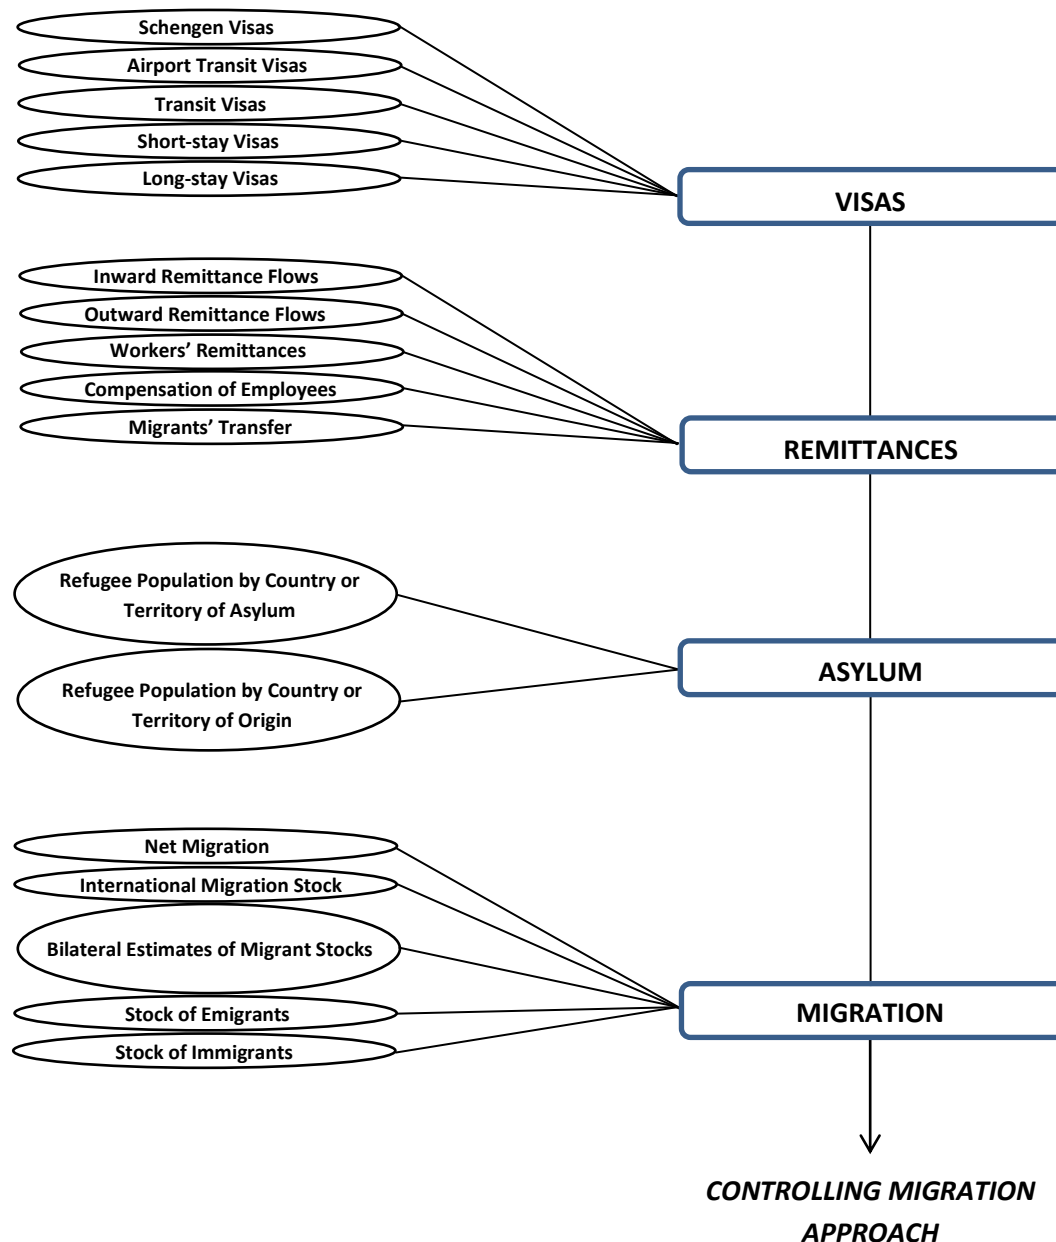 Schengen Visas
Airport Transit Visas
Transit Visas
Short-stay Visas
Long-stay Visas
VISAS
Inward Remittance Flows
Outward Remittance Flows
Workers’ Remittances
Compensation of Employees
Migrants’ Transfer
REMITTANCES
Refugee Population by Country or
Territory of Asylum
Refugee Population by Country or
Territory of Origin
ASYLUM
Net Migration
International Migration Stock
Bilateral Estimates of Migrant Stocks
Stock of Emigrants
Stock of Immigrants
MIGRATION
CONTROLLING MIGRATION
APPROACH